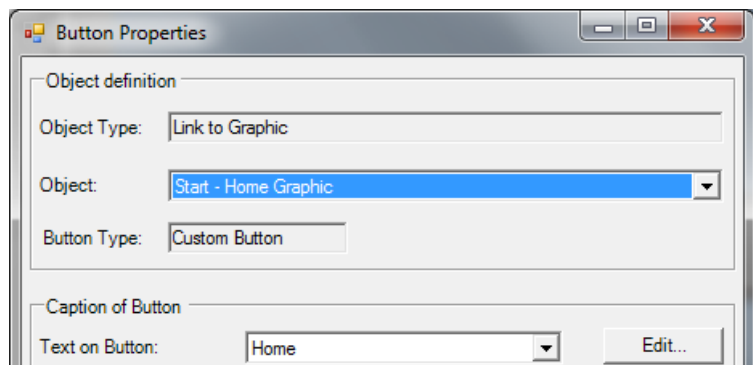 Button Properties
Object definition
Object Type: Link to Graphic
Object: Start - Home Graphic
Button Type: Custom Button
Caption of Button
Text on Button: Home Edit...